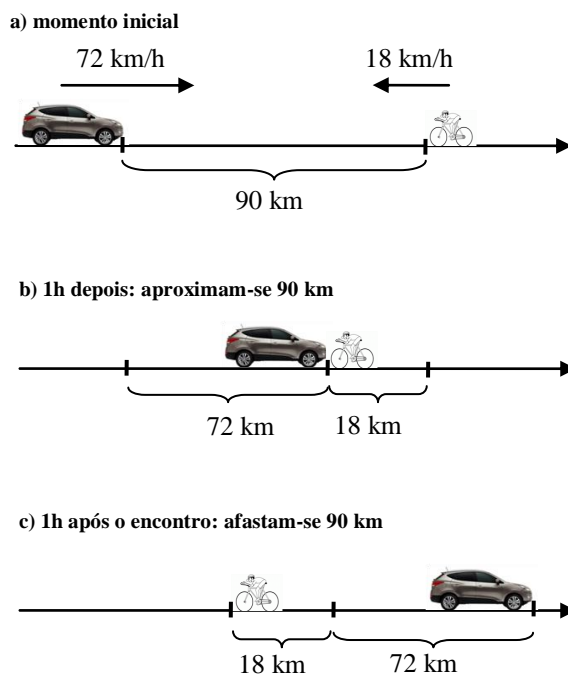 a) momento inicial
72 km/h 18 km/h
90 km
b) 1h depois: aproximam-se 90 km
72 km 18 km
c) 1h após o encontro: afastam-se 90 km
18 km 72 km